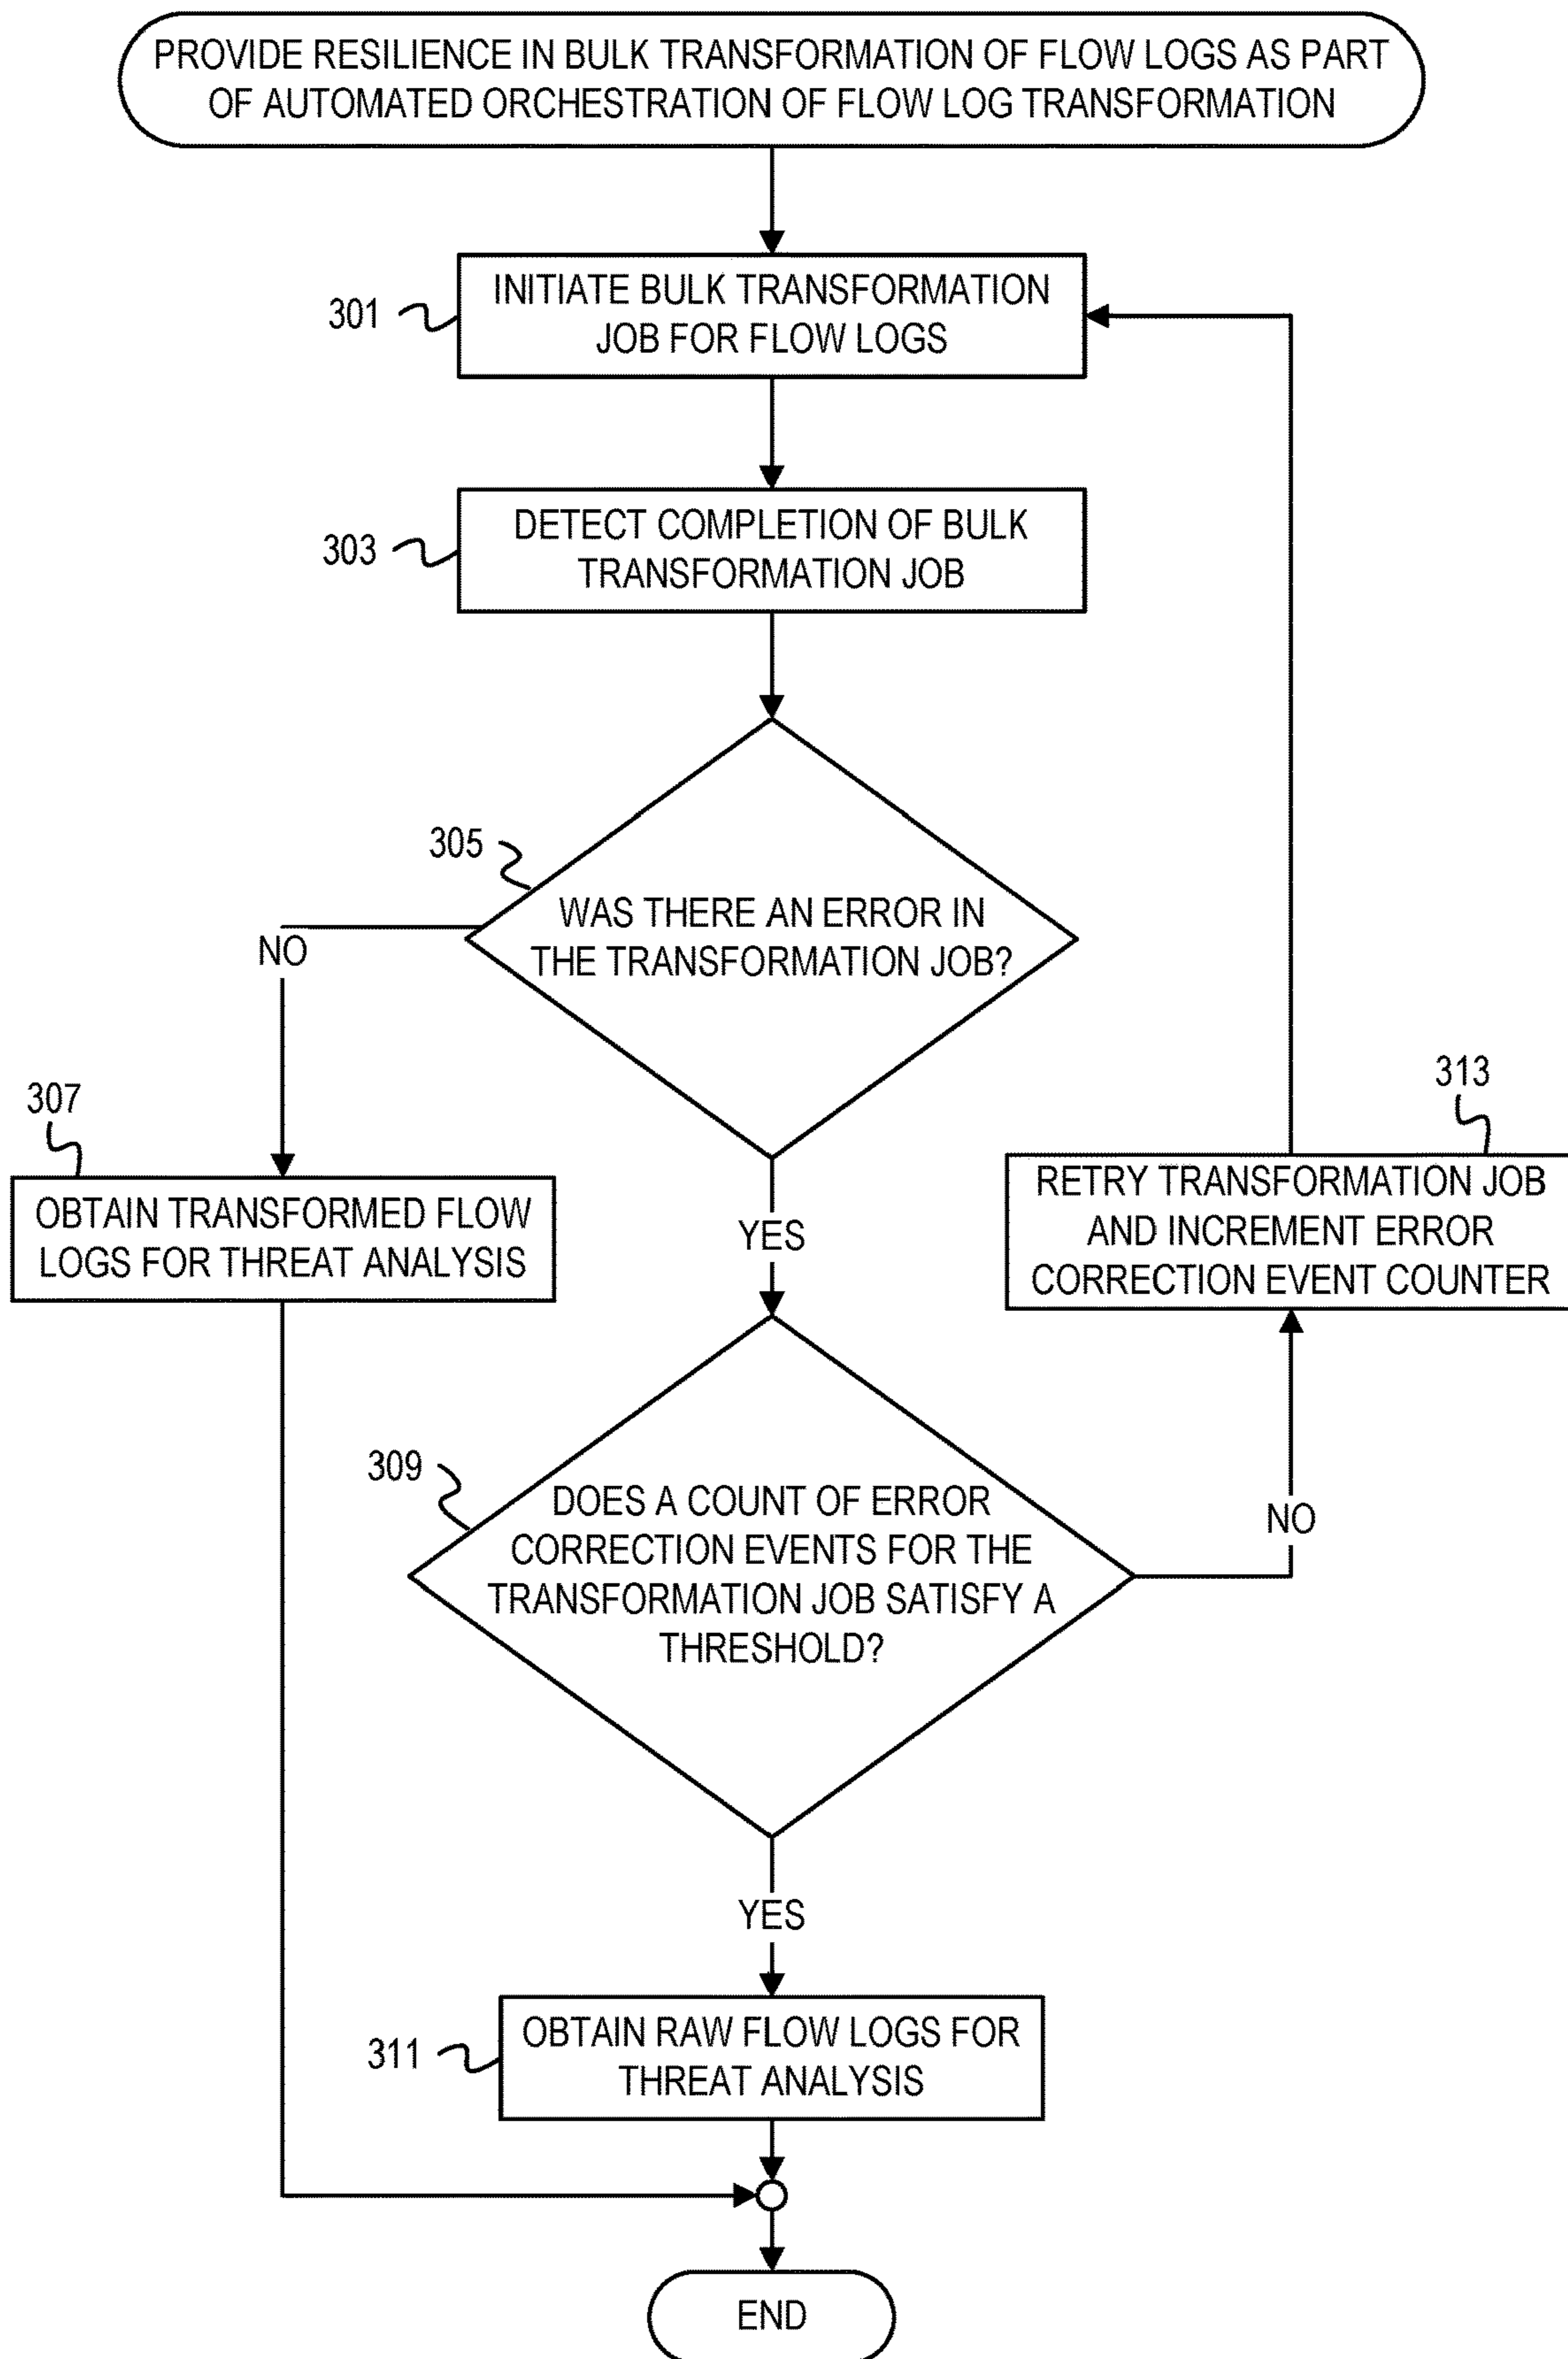 PROVIDE RESILIENCE IN BULK TRANSFORMATION OF FLOW LOGS AS PART
OF AUTOMATED ORCHESTRATION OF FLOW LOG TRANSFORMATION
301
INITIATE BULK TRANSFORMATION
JOB FOR FLOW LOGS
303
DETECT COMPLETION OF BULK
TRANSFORMATION JOB
305
WAS THERE AN ERROR IN
THE TRANSFORMATION JOB?
NO
307
OBTAIN TRANSFORMED FLOW
LOGS FOR THREAT ANALYSIS
YES
313
RETRY TRANSFORMATION JOB
AND INCREMENT ERROR
CORRECTION EVENT COUNTER
309
DOES A COUNT OF ERROR
CORRECTION EVENTS FOR THE
TRANSFORMATION JOB SATISFY A
THRESHOLD?
NO
YES
311
OBTAIN RAW FLOW LOGS FOR
THREAT ANALYSIS
END